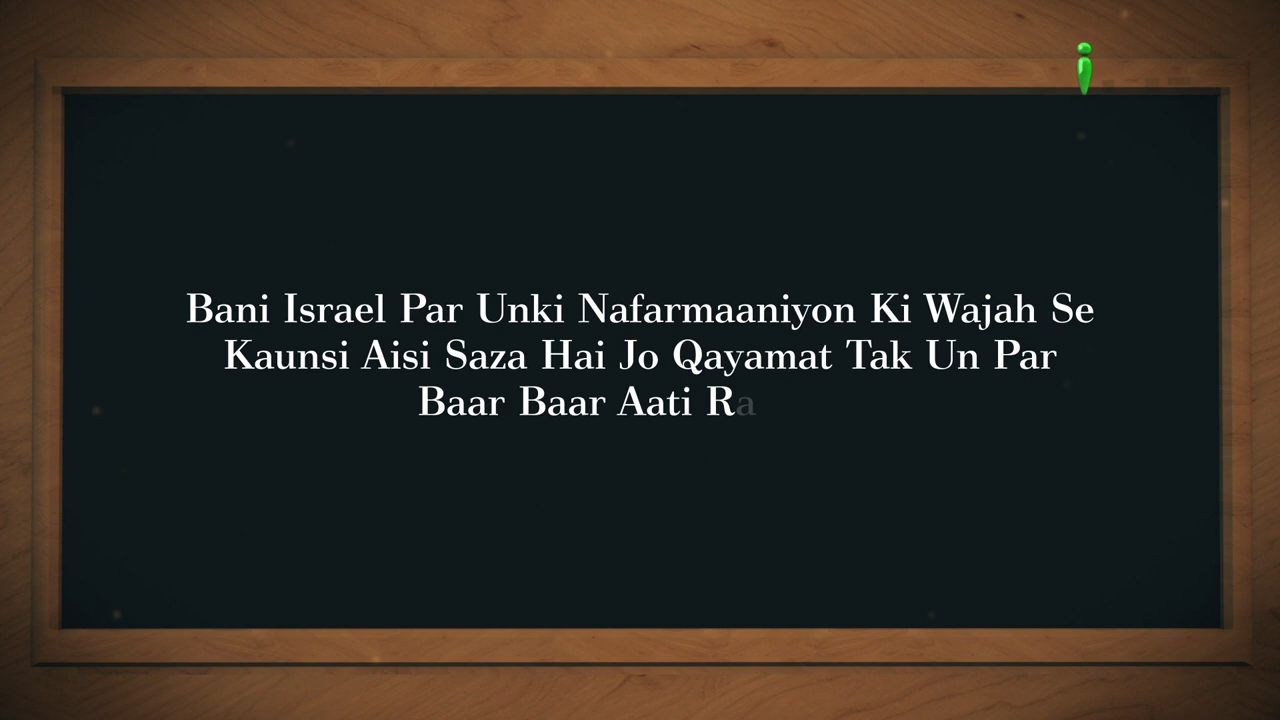 Bani Israel Par Unki Nafarmaaniyon Ki Wajah Se
Kaunsi Aisi Saza Hai Jo Qayamat Tak Un Par
Baar Baar Aati Ra